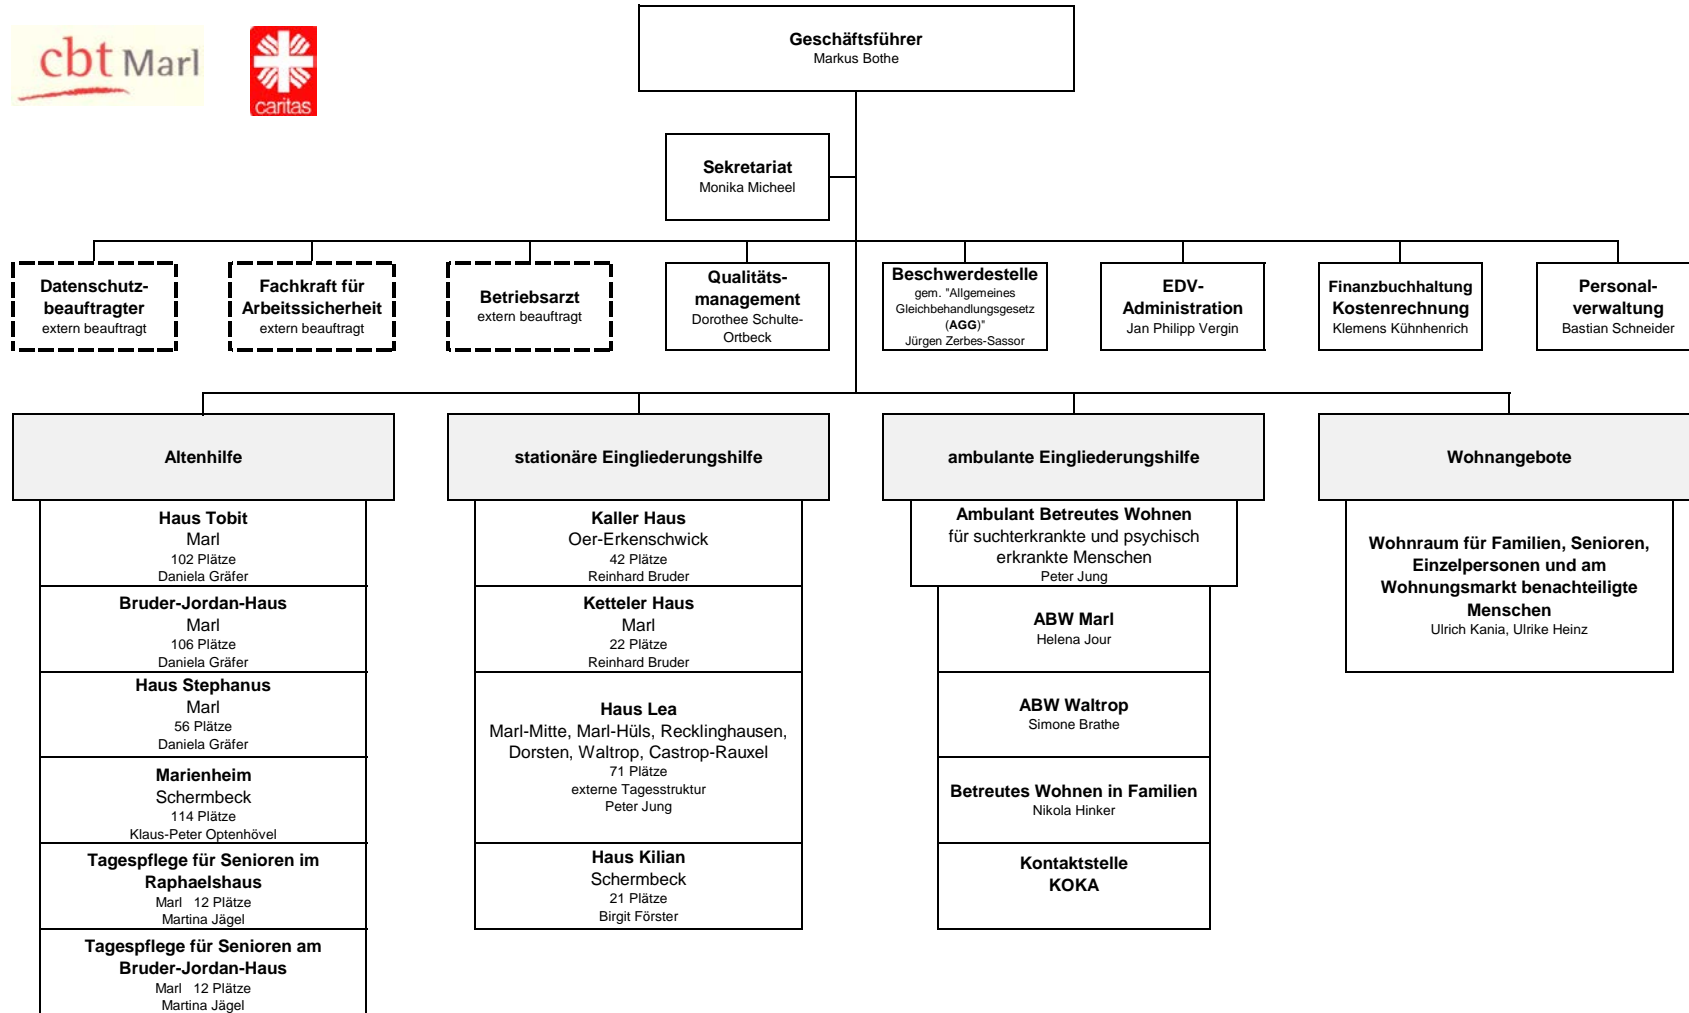 cbt Marl
caritas
Geschäftsführer
Markus Bothe
Sekretariat
Monika Micheel
Datenschutz-
beauftragter
extern beauftragt
Fachkraft für
Arbeitssicherheit
extern beauftragt
Betriebsarzt
extern beauftragt
Qualitäts-
management
Dorothee Schulte-
Ortbeck
Beschwerdestelle
gem. "Allgemeines
Gleichbehandlungsgesetz
(AGG)"
Jürgen Zerbes-Sassor
EDV-
Administration
Jan Philipp Vergin
Finanzbuchhaltung
Kostenrechnung
Klemens Kühnhenrich
Personal-
verwaltung
Bastian Schneider
Altenhilfe
Haus Tobit
Marl
102 Plätze
Daniela Gräfer
Bruder-Jordan-Haus
Marl
106 Plätze
Daniela Gräfer
Haus Stephanus
Marl
56 Plätze
Daniela Gräfer
Marienheim
Schermbeck
114 Plätze
Klaus-Peter Optenhövel
Tagespflege für Senioren im
Raphaelshaus
Marl 12 Plätze
Martina Jägel
Tagespflege für Senioren am
Bruder-Jordan-Haus
Marl 12 Plätze
Martina Jägel
stationäre Eingliederungshilfe
Kaller Haus
Oer-Erkenschwick
42 Plätze
Reinhard Bruder
Ketteler Haus
Marl
22 Plätze
Reinhard Bruder
Haus Lea
Marl-Mitte, Marl-Hüls, Recklinghausen,
Dorsten, Waltrop, Castrop-Rauxel
71 Plätze
externe Tagesstruktur
Peter Jung
Haus Kilian
Schermbeck
21 Plätze
Birgit Förster
ambulante Eingliederungshilfe
Ambulant Betreutes Wohnen
für suchterkrankte und psychisch
erkrankte Menschen
Peter Jung
ABW Marl
Helena Jour
ABW Waltrop
Simone Brathe
Betreutes Wohnen in Familien
Nikola Hinker
Kontaktstelle
KOKA
Wohnangebote
Wohnraum für Familien, Senioren,
Einzelpersonen und am
Wohnungsmarkt benachteiligte
Menschen
Ulrich Kania, Ulrike Heinz